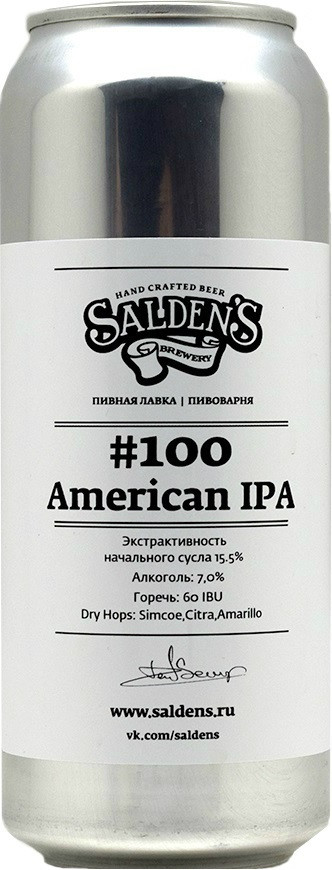 HAND CRAFTED BEER
SALDEN'S
BREWERY
ПИВНАЯ ЛАВКА | ПИВОВАРНЯ
#100
American IPA
Экстрактивность
начального сусла 15.5%
Алкоголь: 7,0%
Горечь: 60 IBU
Dry Hops: Simcoe,Citra,Amarillo
www.saldens.ru
vk.com/saldens